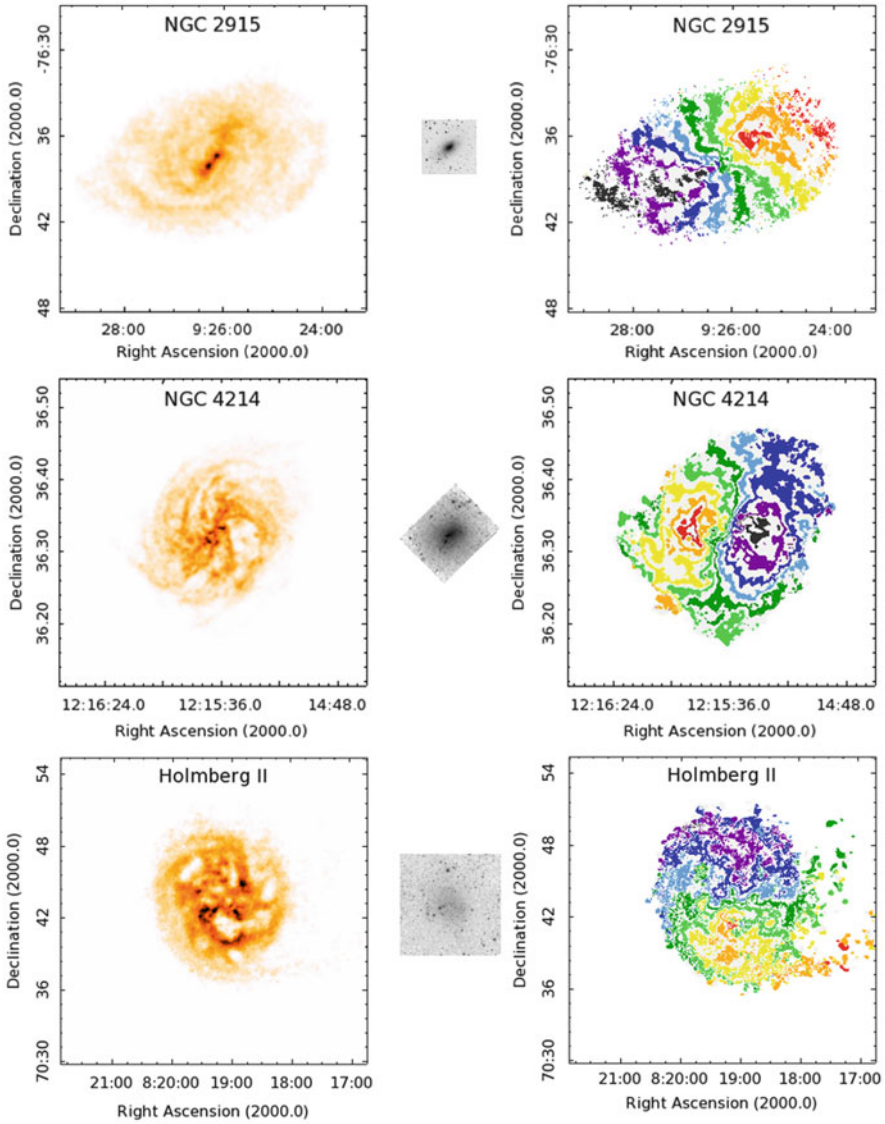 NGC 2915
NGC 2915
-76:30
36
42
48
Declination (2000.0)
28:00 9:26:00 24:00
Right Ascension (2000.0)
-76:30
36
42
48
Declination (2000.0)
28:00 9:26:00 24:00
Right Ascension (2000.0)
NGC 4214
NGC 4214
36.50
36.40
36.30
36.20
Declination (2000.0)
12:16:24.0 12:15:36.0 14:48.0
Right Ascension (2000.0)
36.50
36.40
36.30
36.20
Declination (2000.0)
12:16:24.0 12:15:36.0 14:48.0
Right Ascension (2000.0)
Holmberg II
Holmberg II
54
48
42
36
70:30
Declination (2000.0)
21:00 8:20:00 19:00 18:00 17:00
Right Ascension (2000.0)
54
48
42
36
70:30
Declination (2000.0)
21:00 8:20:00 19:00 18:00 17:00
Right Ascension (2000.0)